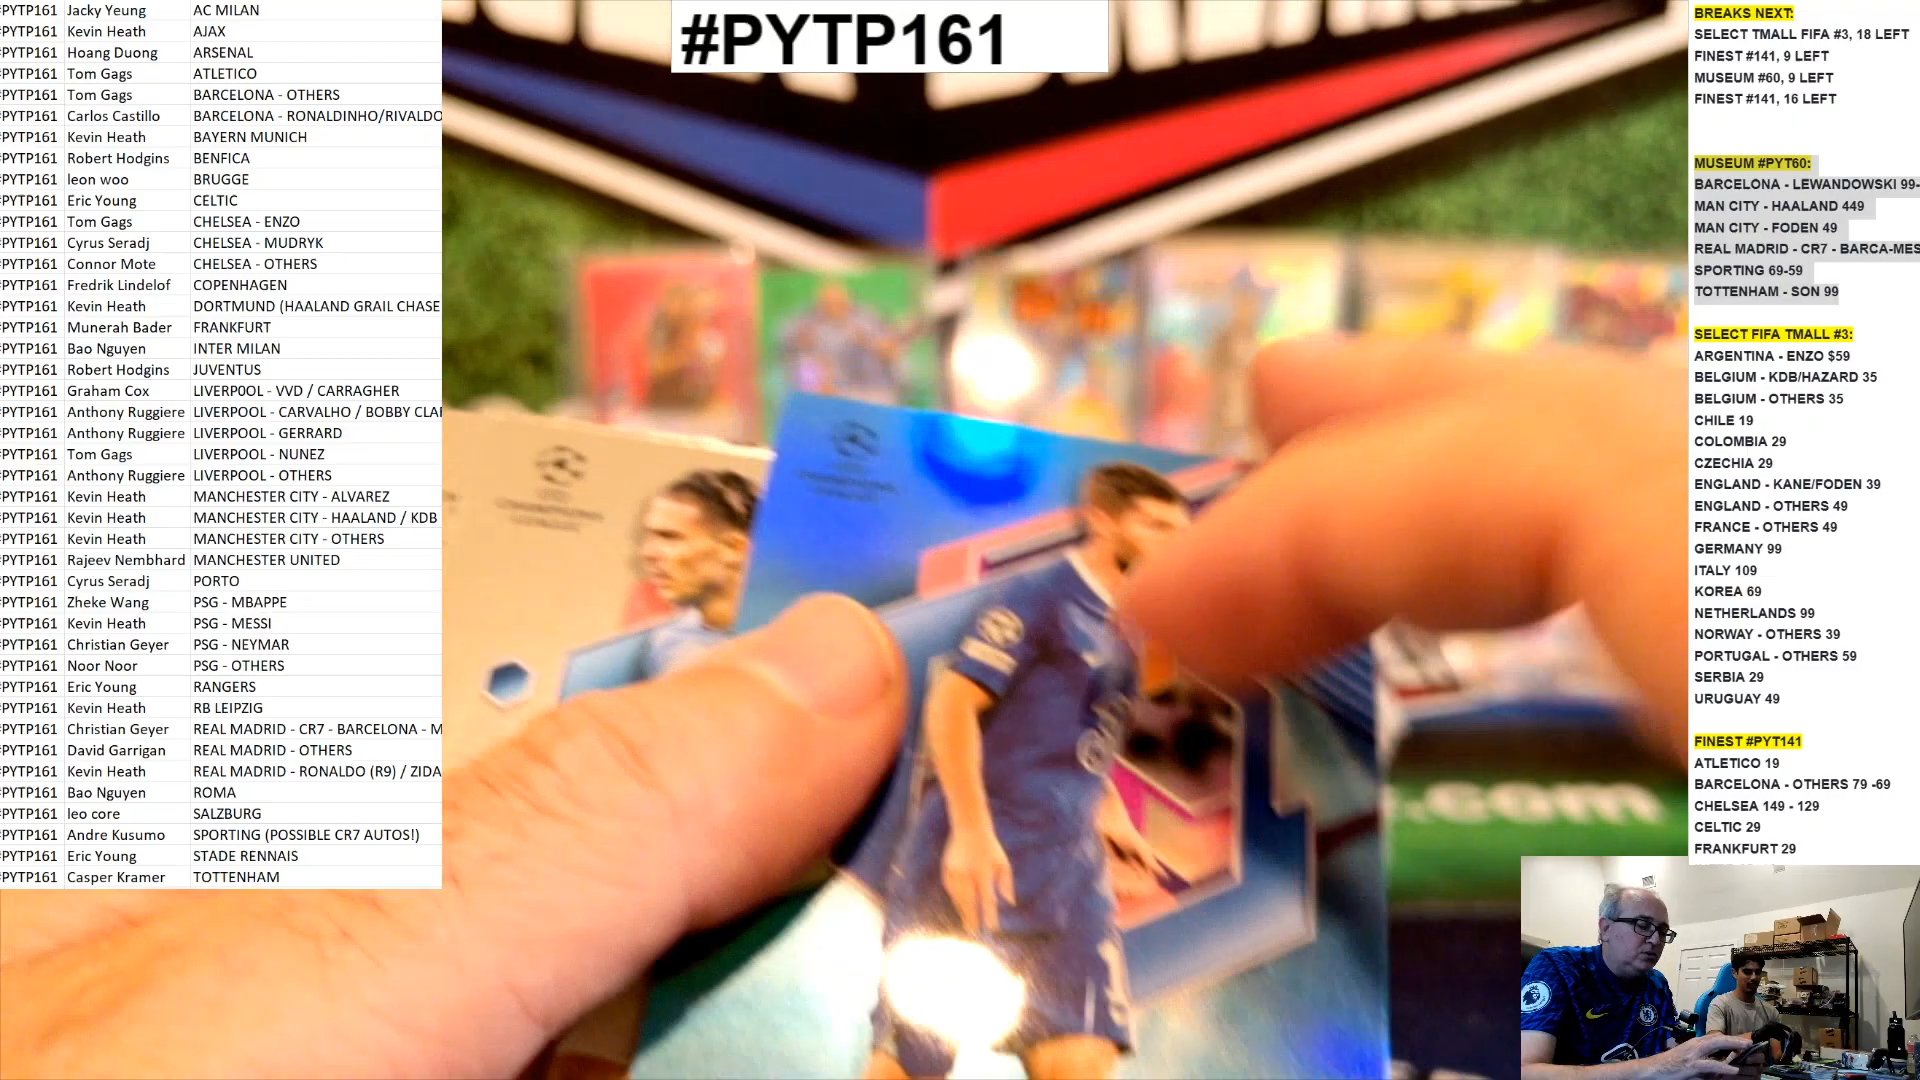 #PYTP161
#PYTP161 Jacky Yeung AC MILAN
#PYTP161 Kevin Heath AJAX
#PYTP161 Hoang Duong ARSENAL
#PYTP161 Tom Gags ATLETICO
#PYTP161 Tom Gags BARCELONA - OTHERS
#PYTP161 Carlos Castillo BARCELONA - RONALDINHO/RIVALDO
#PYTP161 Kevin Heath BAYERN MUNICH
#PYTP161 Robert Hodgins BENFICA
#PYTP161 leon woo BRUGGE
#PYTP161 Eric Young CELTIC
#PYTP161 Tom Gags CHELSEA - ENZO
#PYTP161 Cyrus Seradj CHELSEA - MUDRYK
#PYTP161 Connor Mote CHELSEA - OTHERS
#PYTP161 Fredrik Lindelof COPENHAGEN
#PYTP161 Kevin Heath DORTMUND (HAALAND GRAIL CHASE
#PYTP161 Munerah Bader FRANKFURT
#PYTP161 Bao Nguyen INTER MILAN
#PYTP161 Robert Hodgins JUVENTUS
#PYTP161 Graham Cox LIVERP0OL - VVD / CARRAGHER
#PYTP161 Anthony Ruggiere LIVERPOOL - CARVALHO / BOBBY CLA
#PYTP161 Anthony Ruggiere LIVERPOOL - GERRARD
#PYTP161 Tom Gags LIVERPOOL - NUNEZ
#PYTP161 Anthony Ruggiere LIVERPOOL - OTHERS
#PYTP161 Kevin Heath MANCHESTER CITY - ALVAREZ
#PYTP161 Kevin Heath MANCHESTER CITY - HAALAND / KDB
#PYTP161 Kevin Heath MANCHESTER CITY - OTHERS
#PYTP161 Rajeev Nembhard MANCHESTER UNITED
#PYTP161 Cyrus Seradj PORTO
#PYTP161 Zheke Wang PSG - MBAPPE
#PYTP161 Kevin Heath PSG - MESSI
#PYTP161 Christian Geyer PSG - NEYMAR
#PYTP161 Noor Noor PSG - OTHERS
#PYTP161 Eric Young RANGERS
#PYTP161 Kevin Heath RB LEIPZIG
#PYTP161 Christian Geyer REAL MADRID - CR7 - BARCELONA - M
#PYTP161 David Garrigan REAL MADRID - OTHERS
#PYTP161 Kevin Heath REAL MADRID - RONALDO (R9) / ZIDA
#PYTP161 Bao Nguyen ROMA
#PYTP161 leo core SALZBURG
#PYTP161 Andre Kusumo SPORTING (POSSIBLE CR7 AUTOS!)
#PYTP161 Eric Young STADE RENNAIS
#PYTP161 Casper Kramer TOTTENHAM
BREAKS NEXT:
SELECT TMALL FIFA #3, 18 LEFT
FINEST #141, 9 LEFT
MUSEUM #60, 9 LEFT
FINEST #141, 16 LEFT
MUSEUM #PYT60:
BARCELONA - LEWANDOWSKI 99-
MAN CITY - HAALAND 449
MAN CITY - FODEN 49
REAL MADRID - CR7 - BARCA-MES
SPORTING 69-59
TOTTENHAM - SON 99
SELECT FIFA TMALL #3:
ARGENTINA - ENZO $59
BELGIUM - KDB/HAZARD 35
BELGIUM - OTHERS 35
CHILE 19
COLOMBIA 29
CZECHIA 29
ENGLAND - KANE/FODEN 39
ENGLAND - OTHERS 49
FRANCE - OTHERS 49
GERMANY 99
ITALY 109
KOREA 69
NETHERLANDS 99
NORWAY - OTHERS 39
PORTUGAL - OTHERS 59
SERBIA 29
URUGUAY 49
FINEST #PYT141
ATLETICO 19
BARCELONA - OTHERS 79 -69
CHELSEA 149 - 129
CELTIC 29
FRANKFURT 29
.com